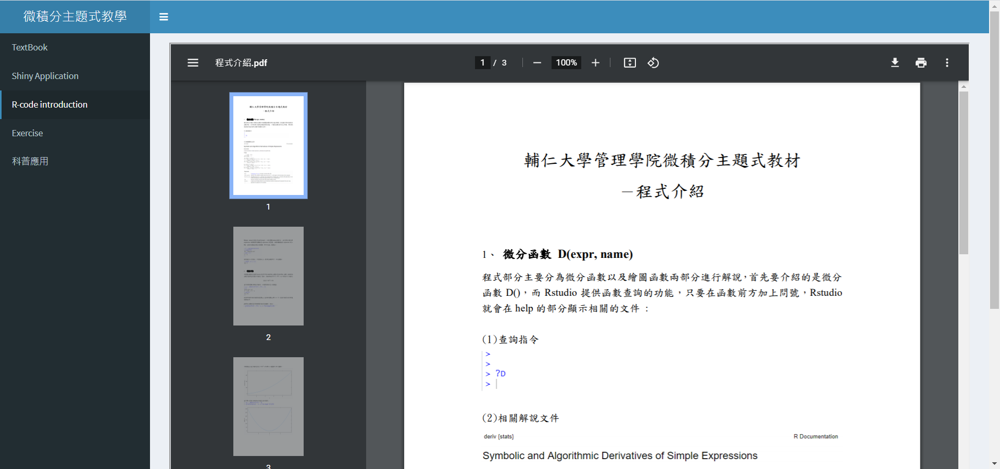 微積分主題式教學
TextBook
Shiny Application
R-code introduction
Exercise
科普應用
程式介紹.pdf
1 / 3
100%
1
2
3
輔仁大學管理學院微積分主題式教材
－程式介紹
1、 微分函數 D(expr, name)
程式部分主要分為微分函數以及繪圖函數兩部分進行解說，首先要介紹的是微分
函數 D()，而 Rstudio 提供函數查詢的功能，只要在函數前方加上問號，Rstudio
就會在 help 的部分顯示相關的文件：
(1)查詢指令
>
>
> ?D
>
(2)相關解說文件
deriv {stats} R Documentation
Symbolic and Algorithmic Derivatives of Simple Expressions